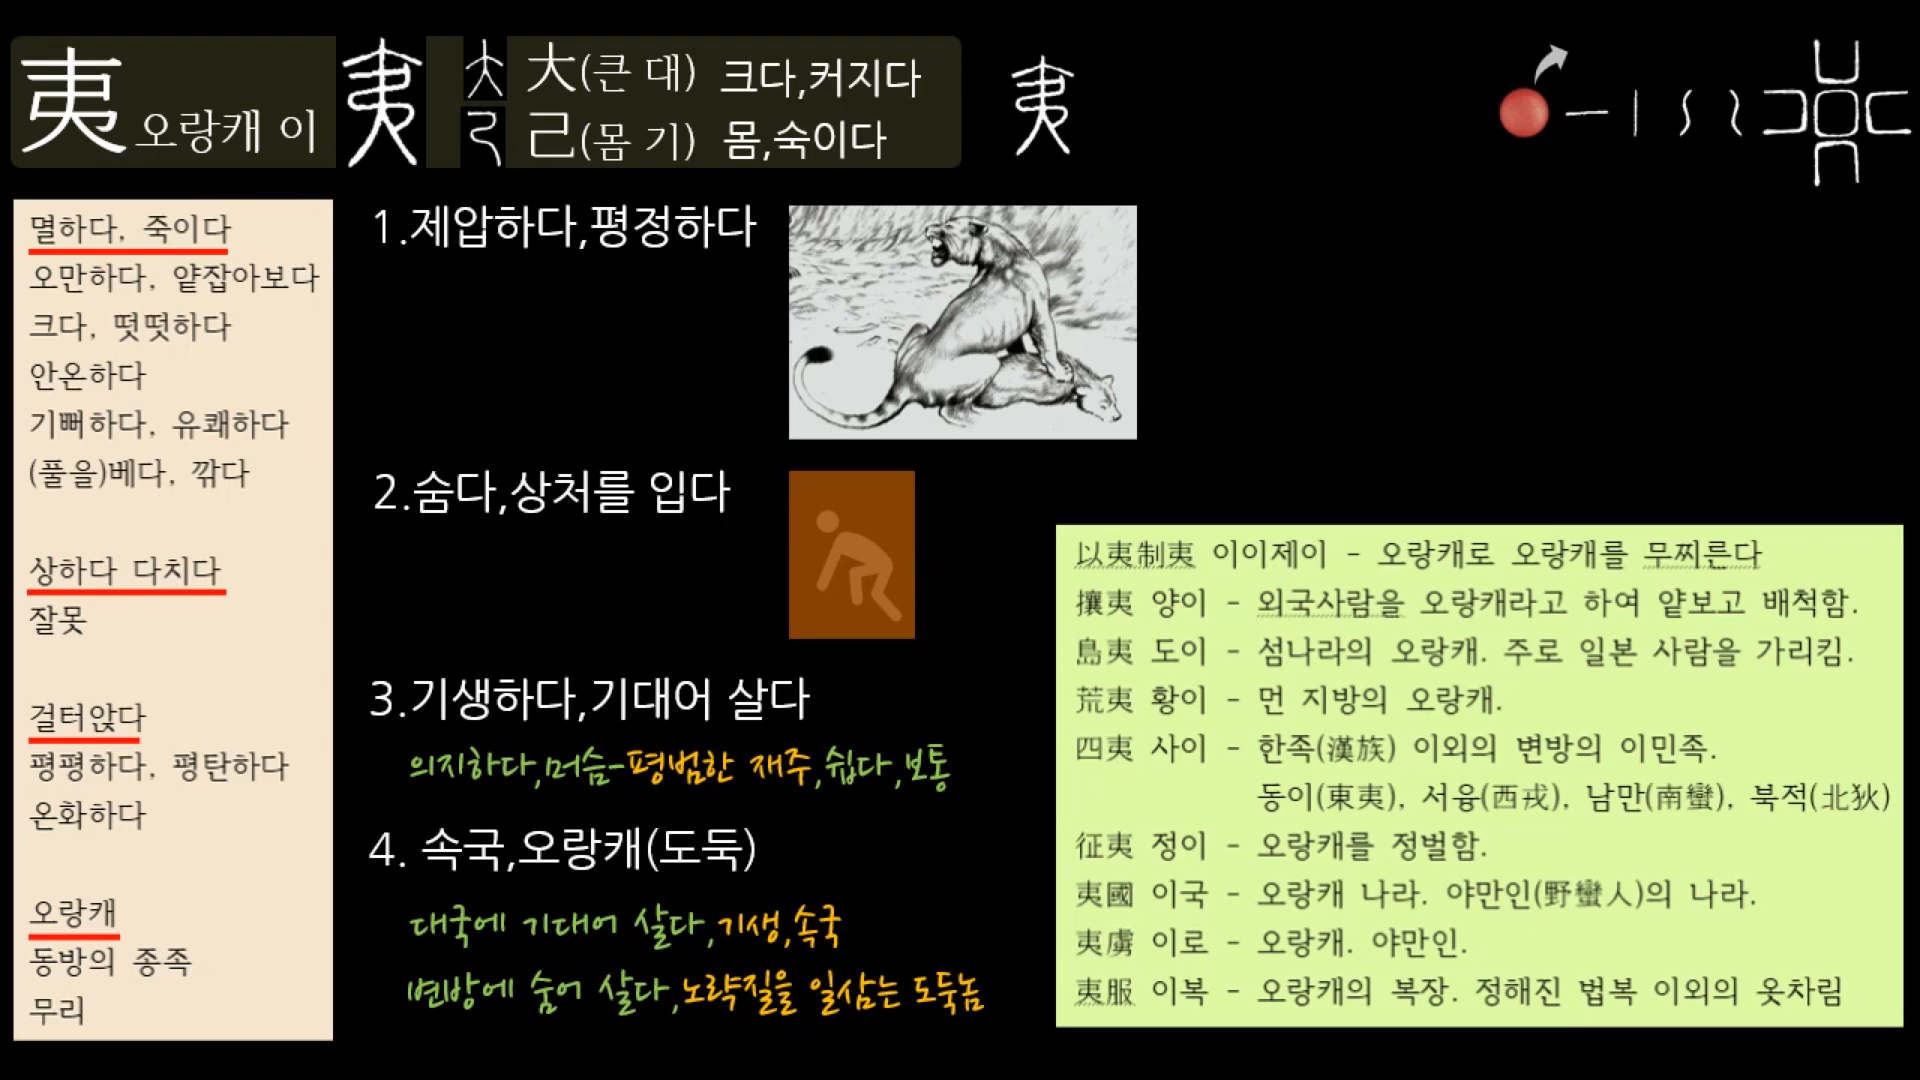 夷 오랑캐 이
夷
大(큰 대) 크다,커지다
己(몸 기) 몸,숙이다
夷
멸하다, 죽이다
오만하다, 얕잡아보다
크다, 떳떳하다
안온하다
기뻐하다, 유쾌하다
(풀을)베다, 깎다
상하다 다치다
잘못
걸터앉다
평평하다, 평탄하다
온화하다
오랑캐
동방의 종족
무리
1.제압하다,평정하다
2.숨다,상처를 입다
3.기생하다,기대어 살다
의지하다,머슴-평범한 재주,쉽다,보통
4. 속국,오랑캐(도둑)
대국에 기대어 살다,기생,속국
변방에 숨어 살다,노략질을 일삼는 도둑놈
以夷制夷 이이제이 - 오랑캐로 오랑캐를 무찌른다
攘夷 양이 - 외국사람을 오랑캐라고 하여 얕보고 배척함.
島夷 도이 - 섬나라의 오랑캐. 주로 일본 사람을 가리킴.
荒夷 황이 - 먼 지방의 오랑캐.
四夷 사이 - 한족(漢族) 이외의 변방의 이민족.
동이(東夷), 서융(西戎), 남만(南蠻), 북적(北狄)
征夷 정이 - 오랑캐를 정벌함.
夷國 이국 - 오랑캐 나라. 야만인(野蠻人)의 나라.
夷虜 이로 - 오랑캐. 야만인.
夷服 이복 - 오랑캐의 복장. 정해진 법복 이외의 옷차림